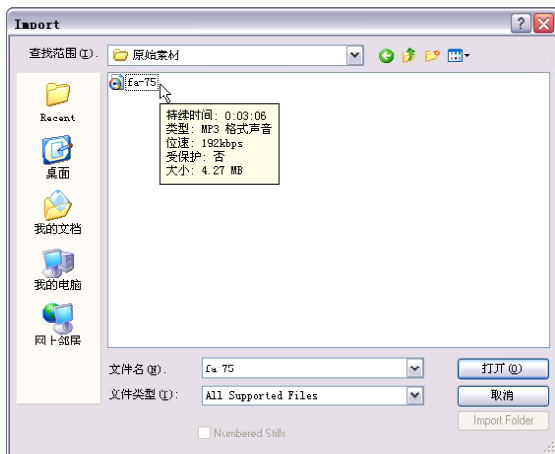 Import
查找范围(I):
原始素材
fa-75
持续时间: 0:03:06
类型: MP3 格式声音
位速: 192kbps
受保护: 否
大小: 4.27 MB
Recent
桌面
我的文档
我的电脑
网上邻居
文件名(N):
fa 75
打开(O)
文件类型(T):
All Supported Files
取消
Import Folder
Numbered Stills